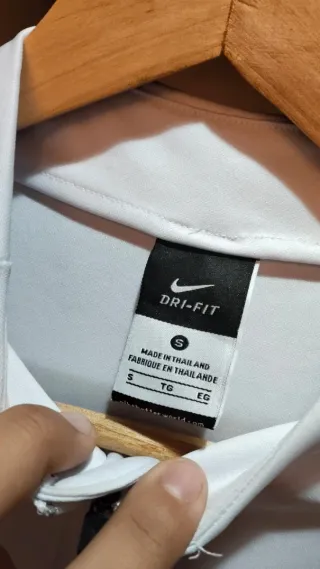 DRI-FIT
S
MADE IN THAILAND
FABRIQUE EN THAILANDE
S TG EG